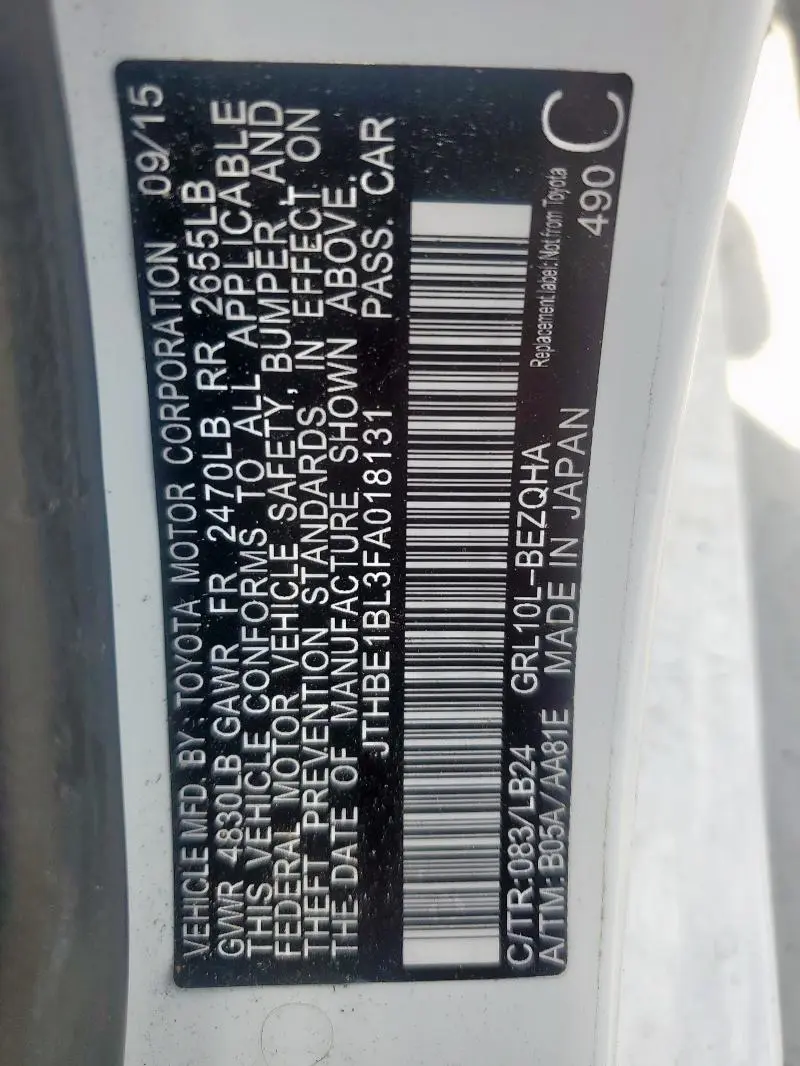 VEHICLE MFD. BY: TOYOTA MOTOR CORPORATION 09/15
GVWR 4830LB GAWR FR 2470LB RR 2655LB
THIS VEHICLE CONFORMS TO ALL APPLICABLE
FEDERAL MOTOR VEHICLE SAFETY, BUMPER AND
THEFT PREVENTION STANDARDS IN EFFECT ON
THE DATE OF MANUFACTURE SHOWN ABOVE.
JTHBE1BL3FA018131 PASS. CAR
C/TR: 083/LB24 GRL10L-BEZQHA Replacement label: Not from Toyota
A/TM: B05A/AA81E MADE IN JAPAN 490 C